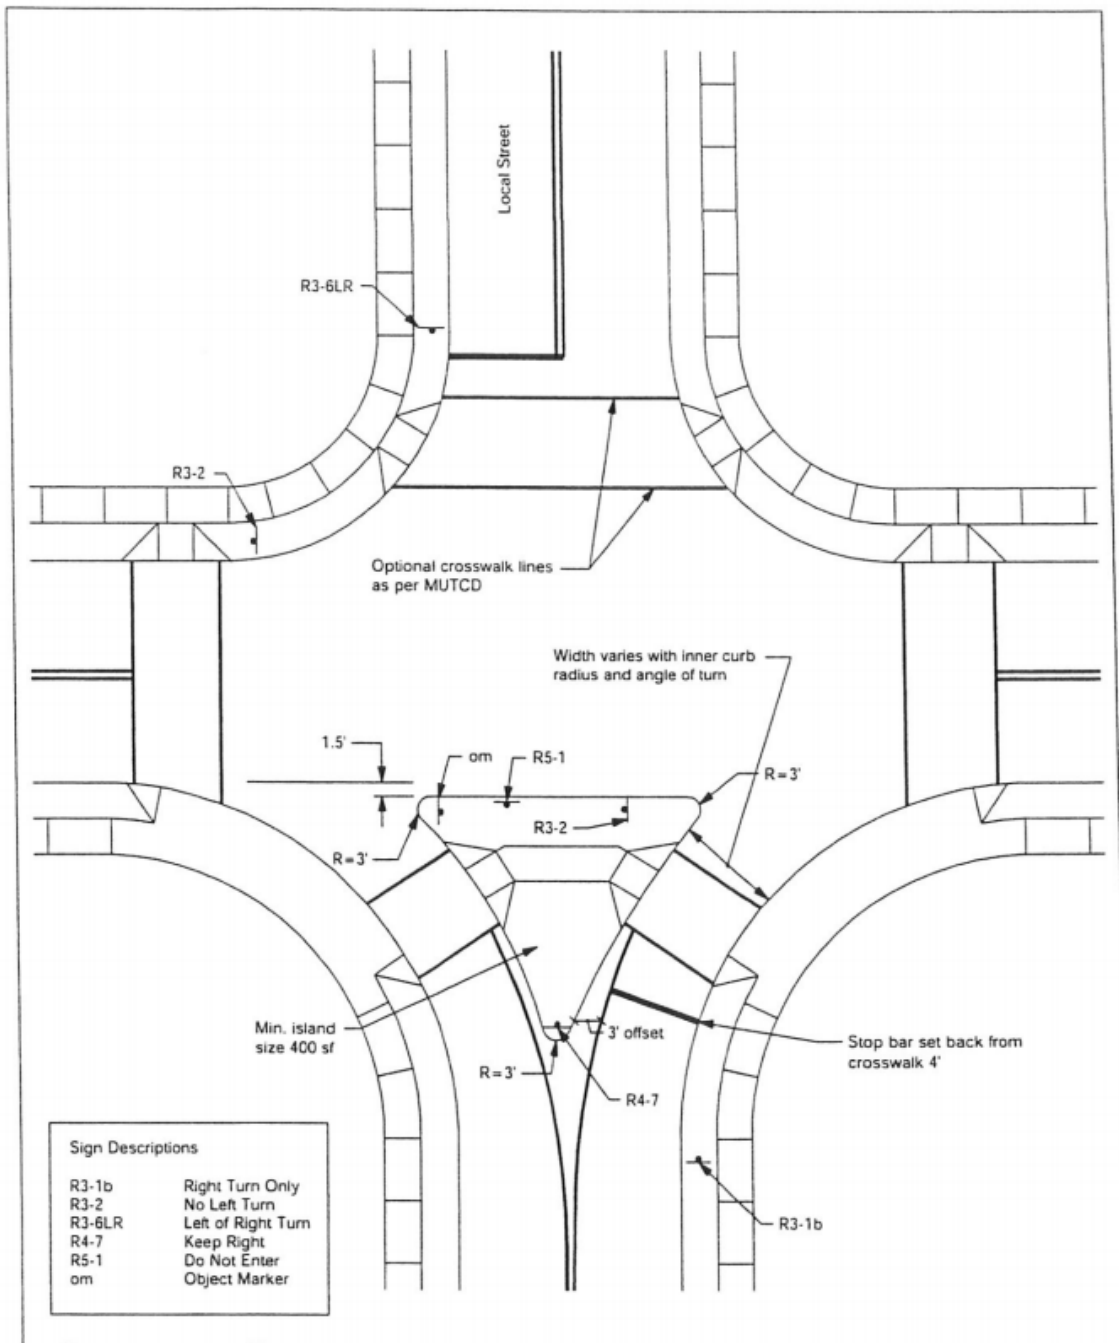 Local Street
R3-6LR
R3-2
Optional crosswalk lines
as per MUTCD
Width varies with inner curb
radius and angle of turn
1.5'
om
R5-1
R=3'
R3-2
R=3'
Min. island
size 400 sf
3' offset
Stop bar set back from
crosswalk 4'
R=3'
R4-7
R3-1b
Sign Descriptions
R3-1b Right Turn Only
R3-2 No Left Turn
R3-6LR Left of Right Turn
R4-7 Keep Right
R5-1 Do Not Enter
om Object Marker